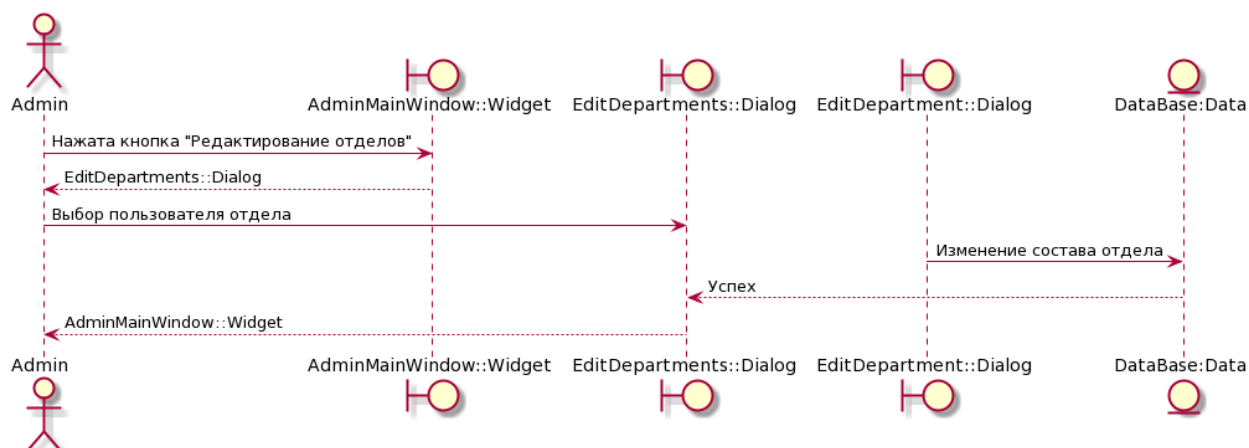 Admin
AdminMainWindow::Widget
EditDepartments::Dialog
EditDepartment::Dialog
DataBase:Data
Нажата кнопка "Редактирование отделов"
EditDepartments::Dialog
Выбор пользователя отдела
Изменение состава отдела
Успех
AdminMainWindow::Widget
Admin
AdminMainWindow::Widget
EditDepartments::Dialog
EditDepartment::Dialog
DataBase:Data